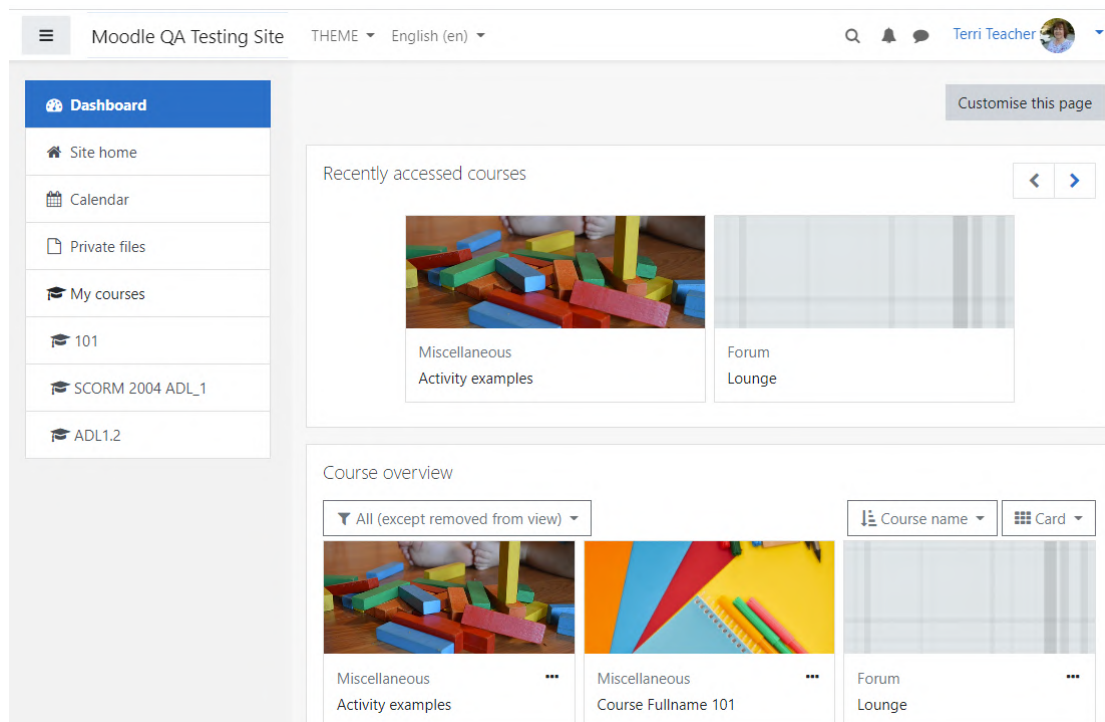 Moodle QA Testing Site THEME English (en) Terri Teacher
Customise this page
Dashboard
Site home
Calendar
Private files
My courses
101
SCORM 2004 ADL_1
ADL1.2
Recently accessed courses
Miscellaneous Forum
Activity examples Lounge
Course overview
All (except removed from view) Course name Card
Miscellaneous Miscellaneous Forum
Activity examples Course Fullname 101 Lounge